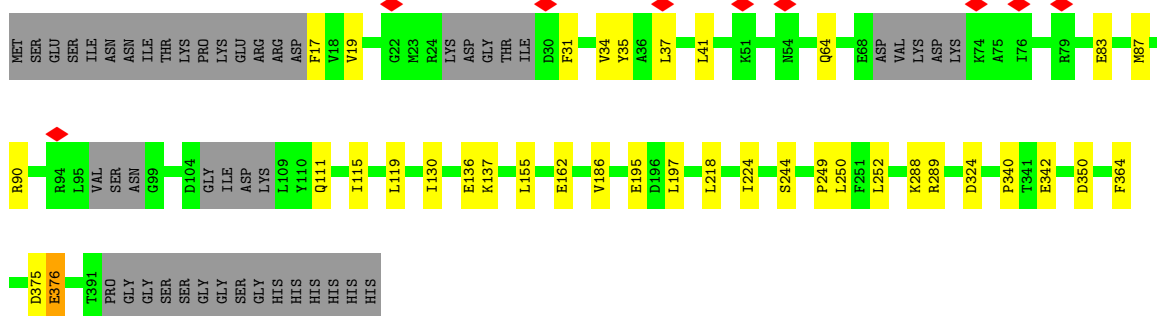 MET SER GLU SER ILE ASN ASN ILE THR LYS PRO LYS GLU ARG ARG ASP F17 V18 V19 G22 M23 R24 LYS ASP GLY THR ILE D30 F31 V34 Y35 A36 L37 L41 K51 N54 Q64 E68 ASP VAL LYS ASP LYS K74 A75 I76 R79 E83 M87
R90 R94 L95 VAL SER ASN G99 D104 GLY ILE ASP LYS L109 Y110 Q111 I115 L119 I130 E136 K137 L155 E162 V186 E195 D196 L197 L218 I224 S244 P249 L250 F251 L252 K288 R289 D324 P340 T341 E342 D350 F364
D375 E376 T391 PRO GLY GLY SER SER GLY GLY SER GLY HIS HIS HIS HIS HIS HIS